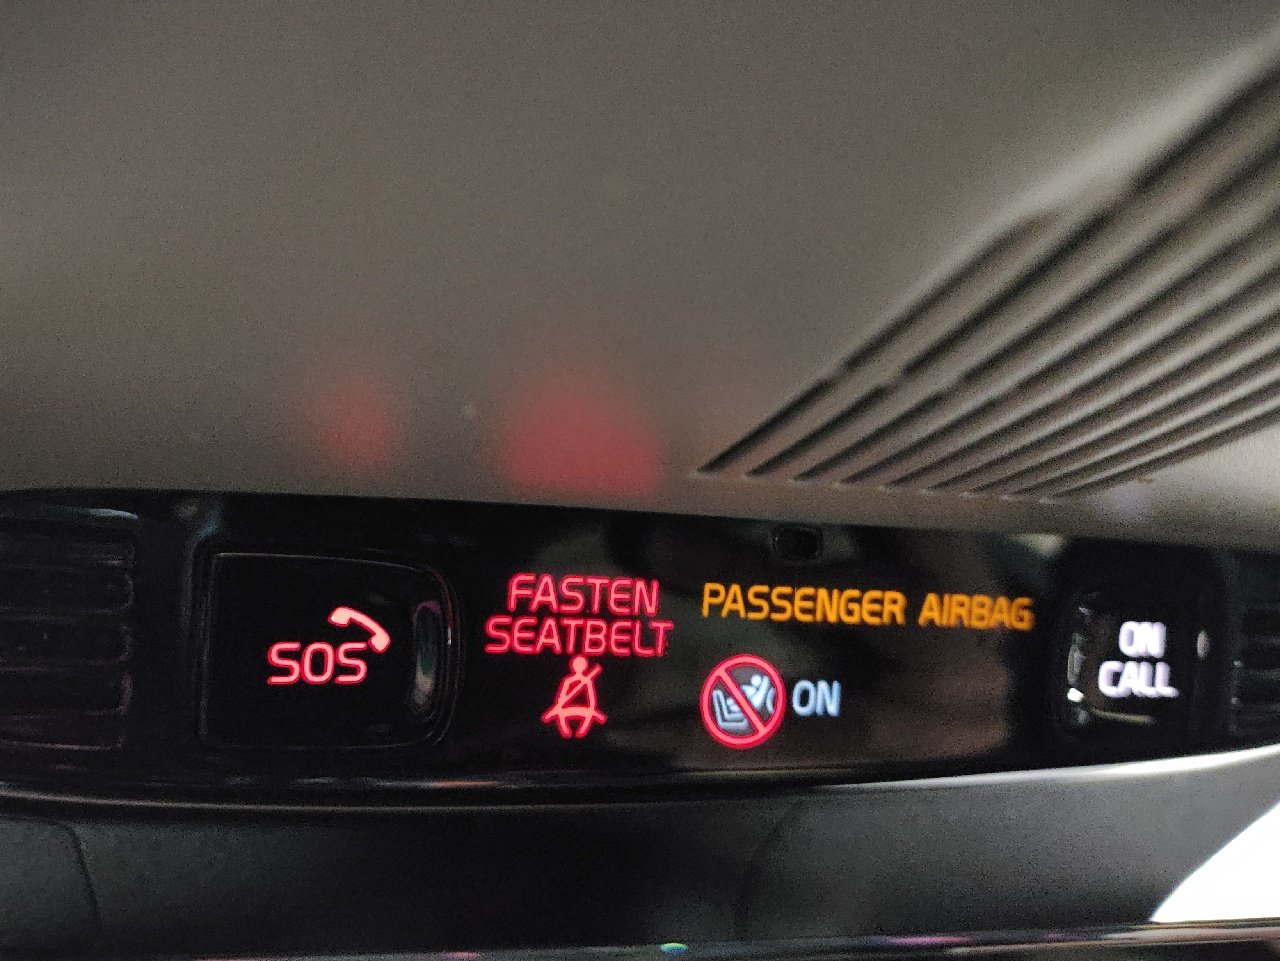 SOS
FASTEN
SEATBELT
PASSENGER AIRBAG
ON
ON
CALL